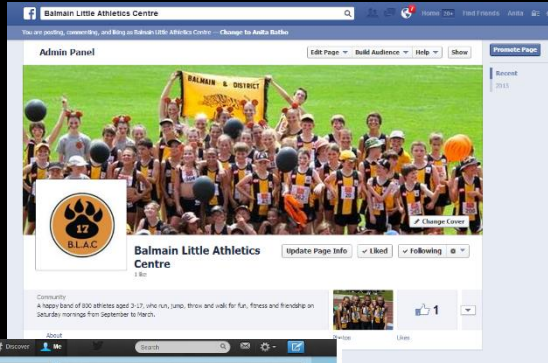 Balmain Little Athletics Centre
Home 20+ Find Friends Anita
You are posting, commenting, and liking as Balmain Little Athletics Centre — Change to Anita Ratho
Admin Panel
Edit Page Build Audience Help Show
Promote Page
Recent
2013
BALMAIN & DISTRICT
17
B.L.A.C
Change Cover
Balmain Little Athletics Centre
1 like
Update Page Info Liked Following
Community
A happy band of 800 athletes aged 3-17, who run, jump, throw and walk for fun, fitness and friendship on Saturday mornings from September to March.
About
Photos
1
Likes
Discover Me
Search